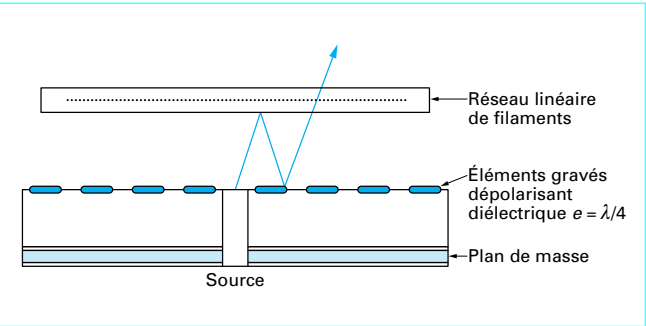 Réseau linéaire
de filaments
Éléments gravés
dépolarisant
diélectrique e = λ/4
Plan de masse
Source